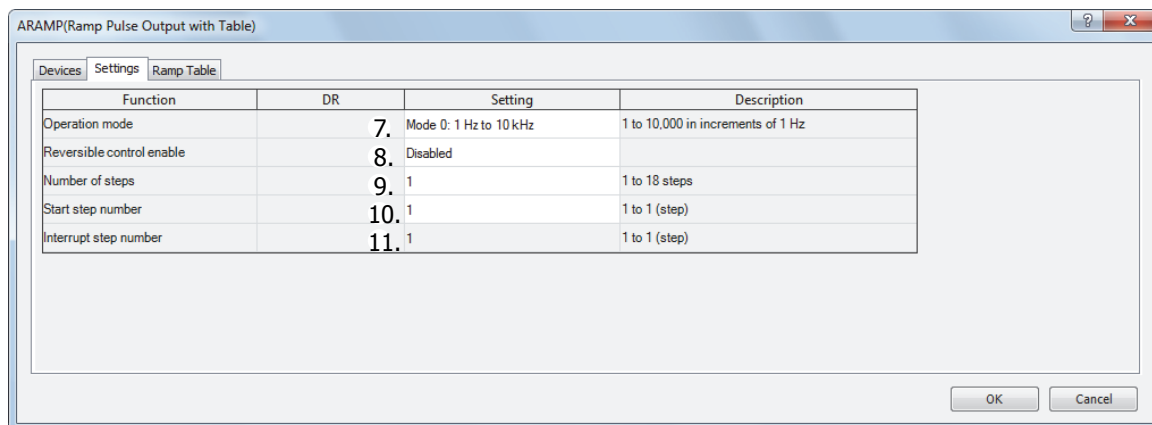 ARAMP(Ramp Pulse Output with Table)
? X
Devices Settings Ramp Table
Function DR Setting Description
Operation mode 7. Mode 0: 1 Hz to 10 kHz 1 to 10,000 in increments of 1 Hz
Reversible control enable 8. Disabled
Number of steps 9. 1 1 to 18 steps
Start step number 10. 1 1 to 1 (step)
Interrupt step number 11. 1 1 to 1 (step)
OK Cancel